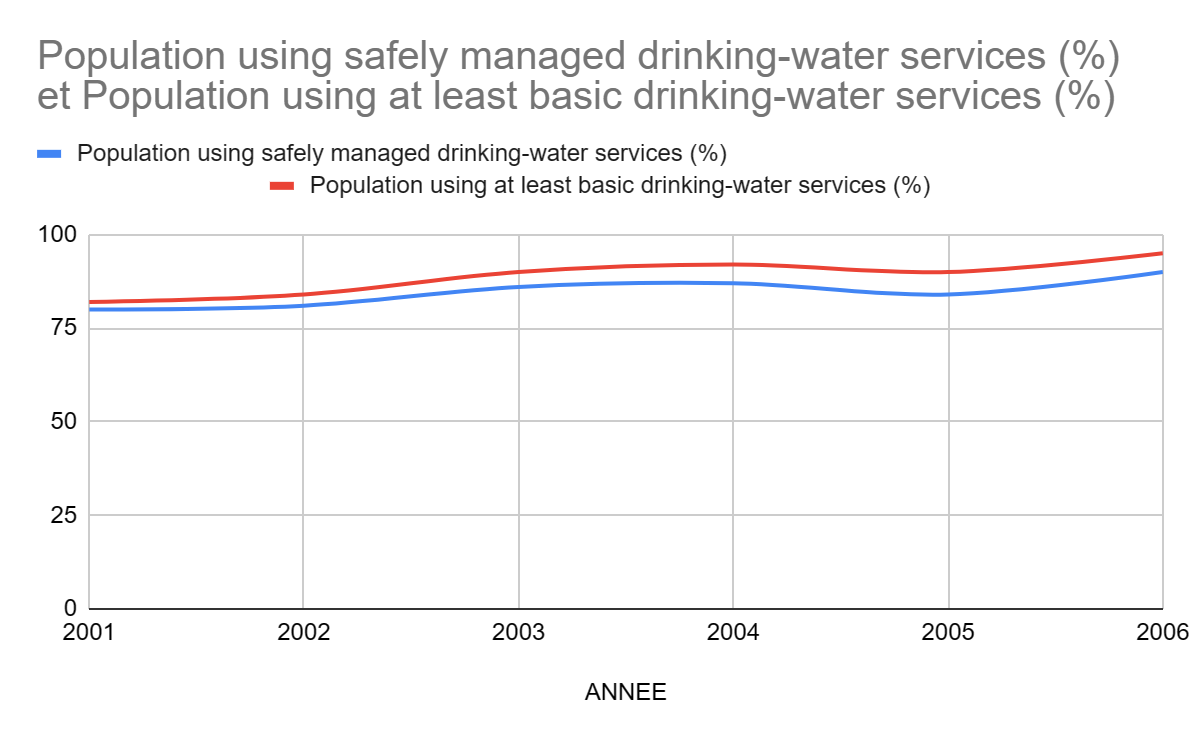 Population using safely managed drinking-water services (%)
et Population using at least basic drinking-water services (%)
Population using safely managed drinking-water services (%)
Population using at least basic drinking-water services (%)
100
75
50
25
0
2001 2002 2003 2004 2005 2006
ANNEE